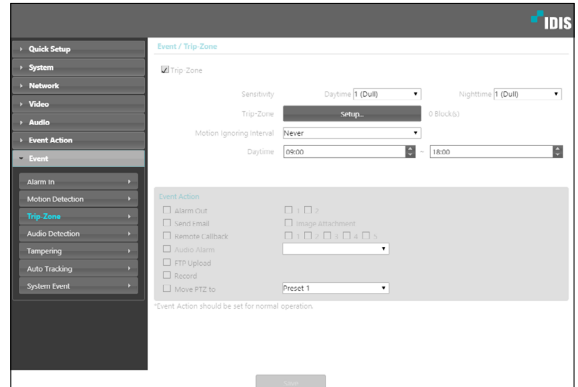 IDIS
Quick Setup
System
Network
Video
Audio
Event Action
Event
Alarm In
Motion Detection
Trip-Zone
Audio Detection
Tampering
Auto Tracking
System Event
Event / Trip-Zone
Trip-Zone
Sensitivity Daytime 1 (Dull) Nighttime 1 (Dull)
Trip-Zone Setup... 0 Block(s)
Motion Ignoring Interval Never
Daytime 09:00 ~ 18:00
Event Action
Alarm Out 1 2
Send Email Image Attachment
Remote Callback 1 2 3 4 5
Audio Alarm
FTP Upload
Record
Move PTZ to Preset 1
*Event Action should be set for normal operation.
Save